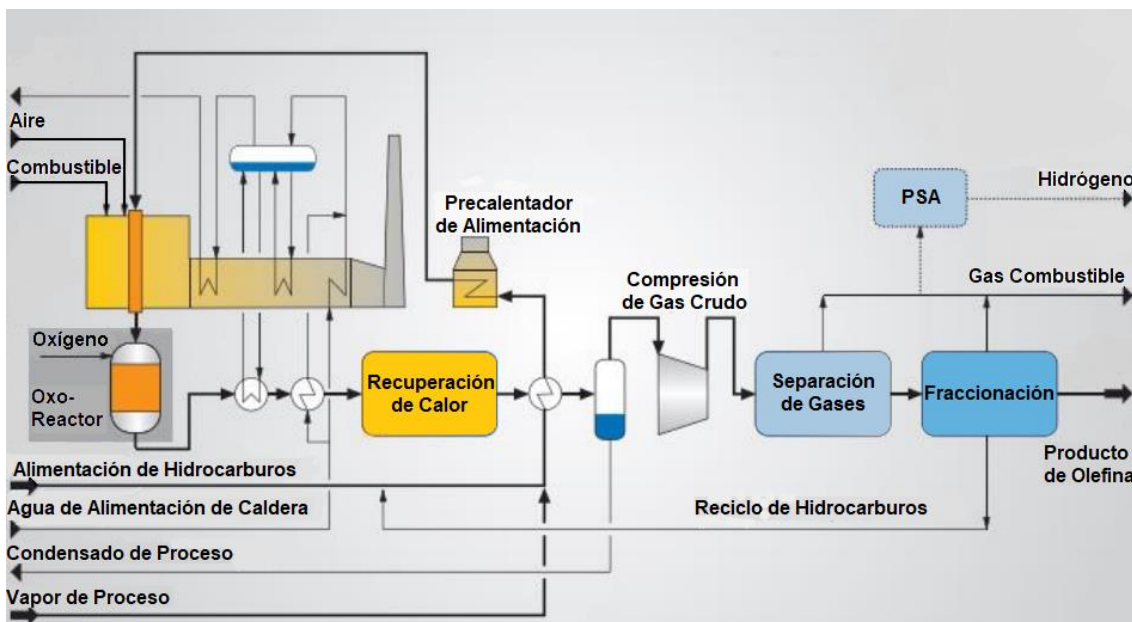 Aire
Combustible
Precalentador
de Alimentación
PSA
Hidrógeno
Compresión
de Gas Crudo
Gas Combustible
Oxígeno
Oxo-
Reactor
Recuperación
de Calor
Separación
de Gases
Fraccionación
Producto
de Olefina
Alimentación de Hidrocarburos
Agua de Alimentación de Caldera
Reciclo de Hidrocarburos
Condensado de Proceso
Vapor de Proceso